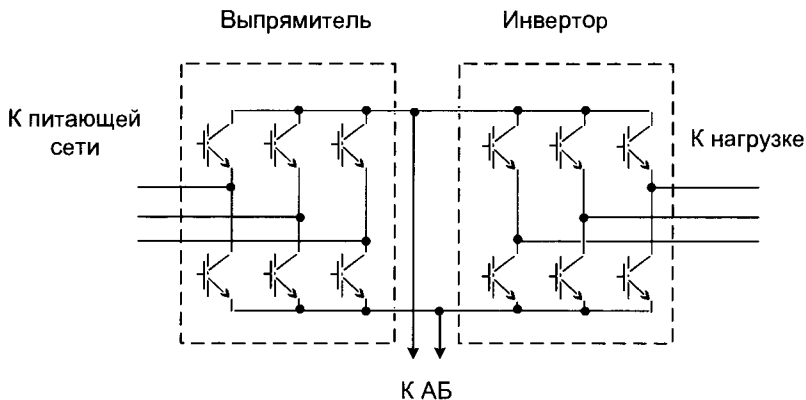 Выпрямитель
Инвертор
К питающей
сети
К нагрузке
К АБ